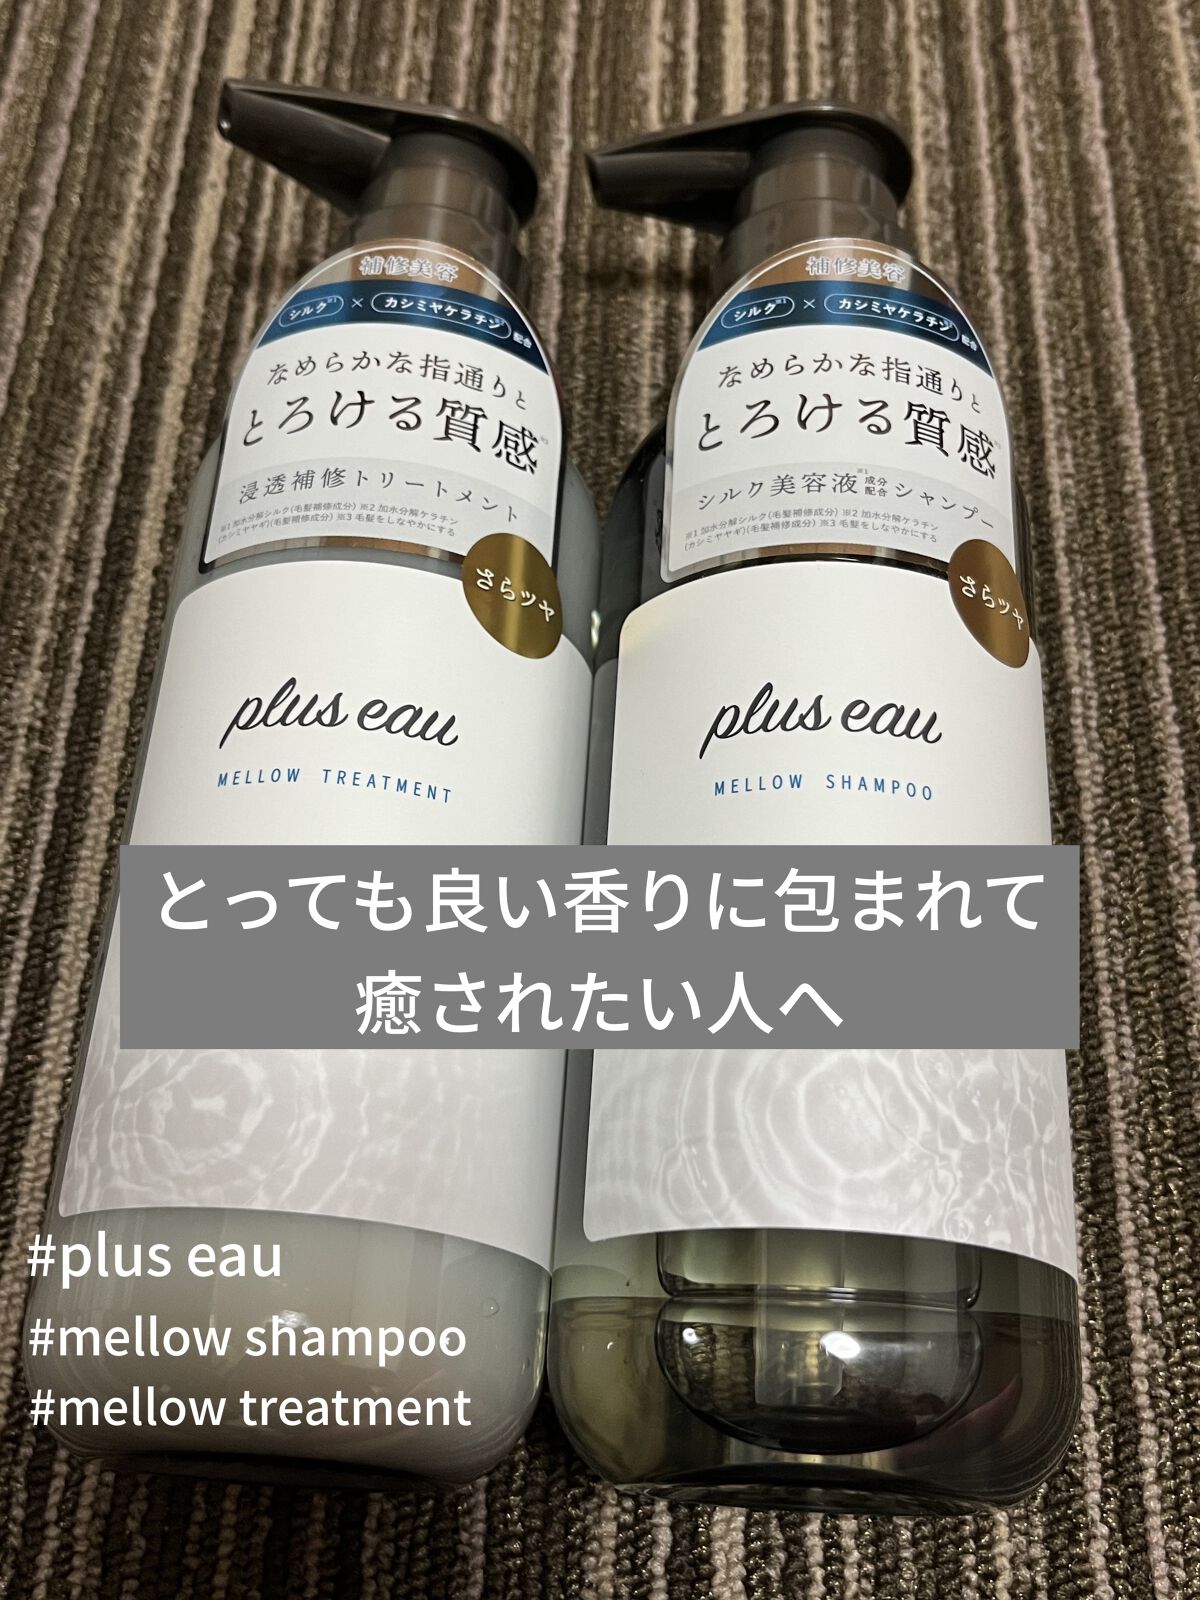 補修美容
シルク※1 × カシミヤケラチン※2 配合
なめらかな指通りと
とろける質感※3
浸透補修トリートメント
※1 加水分解シルク(毛髪補修成分) ※2 加水分解ケラチン
(カシミヤヤギ)(毛髪補修成分) ※3 毛髪をしなやかにする
さらツヤ
plus eau
MELLOW TREATMENT
補修美容
シルク※1 × カシミヤケラチン※2 配合
なめらかな指通りと
とろける質感※3
シルク美容液※1成分配合シャンプー
※1 加水分解シルク(毛髪補修成分) ※2 加水分解ケラチン
(カシミヤヤギ)(毛髪補修成分) ※3 毛髪をしなやかにする
さらツヤ
plus eau
MELLOW SHAMPOO
とっても良い香りに包まれて
癒されたい人へ
#plus eau
#mellow shampoo
#mellow treatment